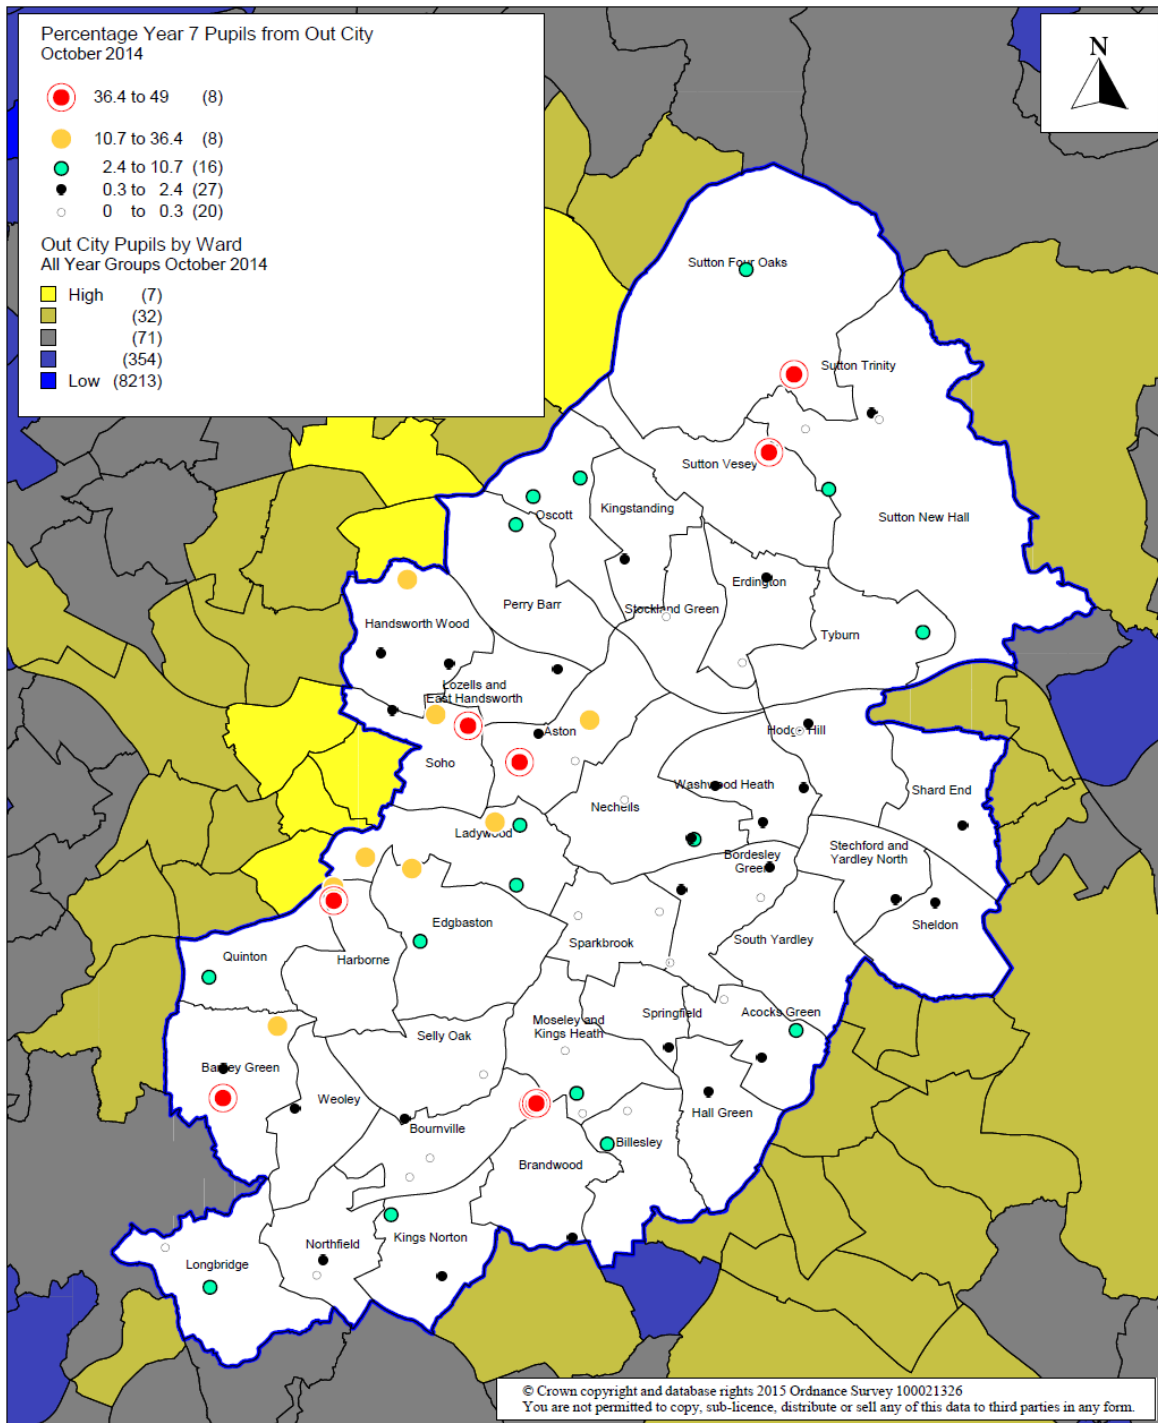 Percentage Year 7 Pupils from Out City
October 2014
36.4 to 49 (8)
10.7 to 36.4 (8)
2.4 to 10.7 (16)
0.3 to 2.4 (27)
0 to 0.3 (20)
Out City Pupils by Ward
All Year Groups October 2014
High (7)
(32)
(71)
(354)
Low (8213)
N
Sutton Four Oaks
Sutton Trinity
Sutton Vesey
Sutton New Hall
Oscott
Kingstanding
Erdington
Stockland Green
Perry Barr
Handsworth Wood
Tyburn
Lozells and
East Handsworth
Aston
Hodge Hill
Soho
Washwood Heath
Shard End
Nechells
Ladywood
Stechford and
Yardley North
Bordesley
Green
Edgbaston
Sheldon
Sparkbrook
South Yardley
Quinton
Harborne
Springfield
Acocks Green
Moseley and
Kings Heath
Selly Oak
Bartley Green
Weoley
Hall Green
Bournville
Billesley
Brandwood
Kings Norton
Northfield
Longbridge
© Crown copyright and database rights 2015 Ordnance Survey 100021326
You are not permitted to copy, sub-licence, distribute or sell any of this data to third parties in any form.